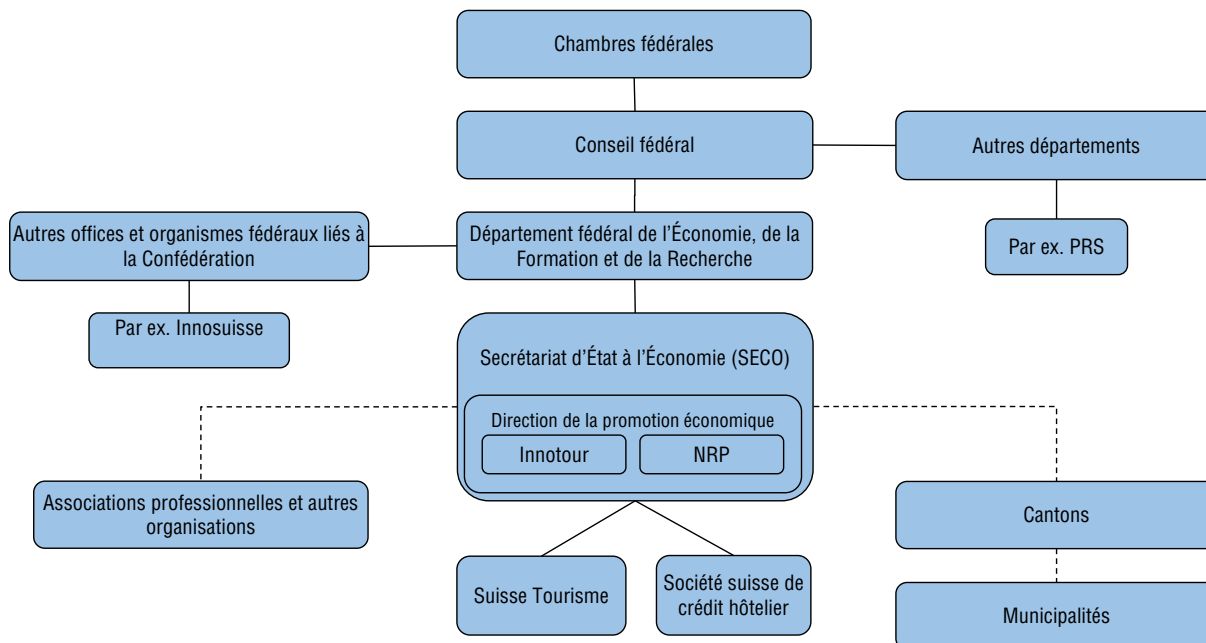 Chambres fédérales
Conseil fédéral
Autres départements
Autres offices et organismes fédéraux liés à
la Confédération
Département fédéral de l’Économie, de la
Formation et de la Recherche
Par ex. PRS
Par ex. Innosuisse
Secrétariat d’État à l’Économie (SECO)
Direction de la promotion économique
Innotour
NRP
Associations professionnelles et autres
organisations
Cantons
Suisse Tourisme
Société suisse de
crédit hôtelier
Municipalités